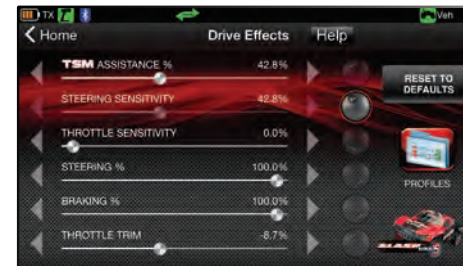 TX Veh
Home Drive Effects Help
TSM ASSISTANCE % 42.8%
RESET TO
DEFAULTS
STEERING SENSITIVITY 42.8%
THROTTLE SENSITIVITY 0.0%
STEERING % 100.0%
PROFILES
BRAKING % 100.0%
THROTTLE TRIM -8.7%
SLASH